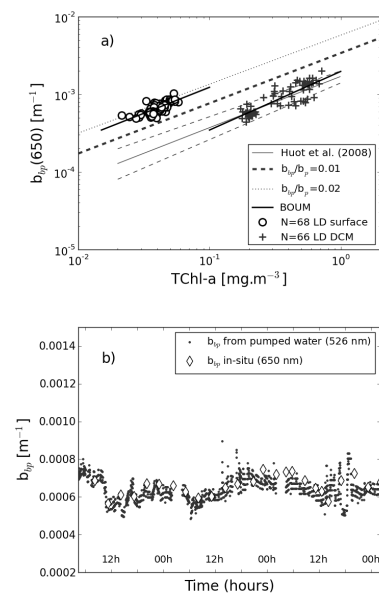 10⁻²
a)
10⁻³
10⁻⁴
10⁻⁵
b_bp(650) [m⁻¹]
Huot et al. (2008)
b_bp/b_p=0.01
b_bp/b_p=0.02
BOUM
N=68 LD surface
N=66 LD DCM
10⁻² 10⁻¹ 10⁰
TChl-a [mg.m⁻³]
b)
b_bp from pumped water (526 nm)
b_bp in-situ (650 nm)
0.0014
0.0012
0.0010
0.0008
0.0006
0.0004
0.0002
b_bp [m⁻¹]
12h 00h 12h 00h 12h 00h
Time (hours)